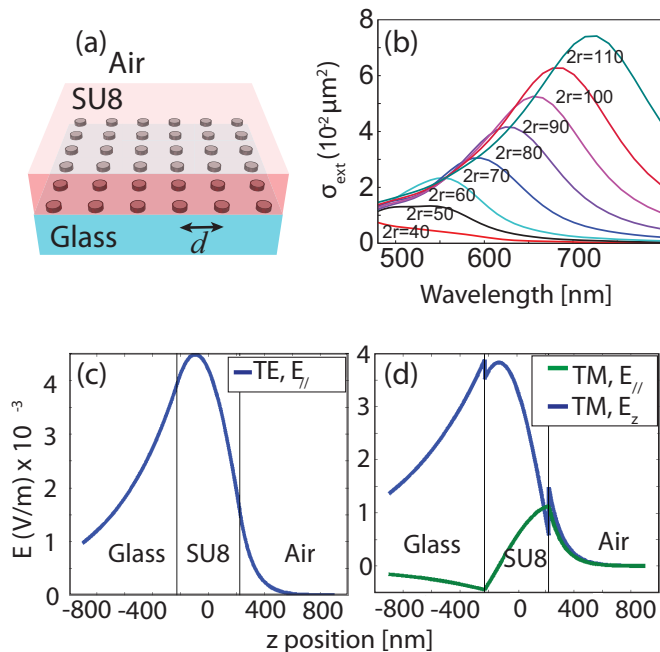 (a)
Air
SU8
Glass
d
(b)
σext (10⁻² μm²)
8
6
4
2
0
2r=110
2r=100
2r=90
2r=80
2r=70
2r=60
2r=50
2r=40
500 600 700
Wavelength [nm]
(c)
TE, E//
E (V/m) x 10⁻³
4
3
2
1
0
Glass SU8 Air
-800 -400 0 400 800
(d)
TM, E//
TM, Ez
4
3
2
1
0
Glass SU8 Air
-800 -400 0 400 800
z position [nm]